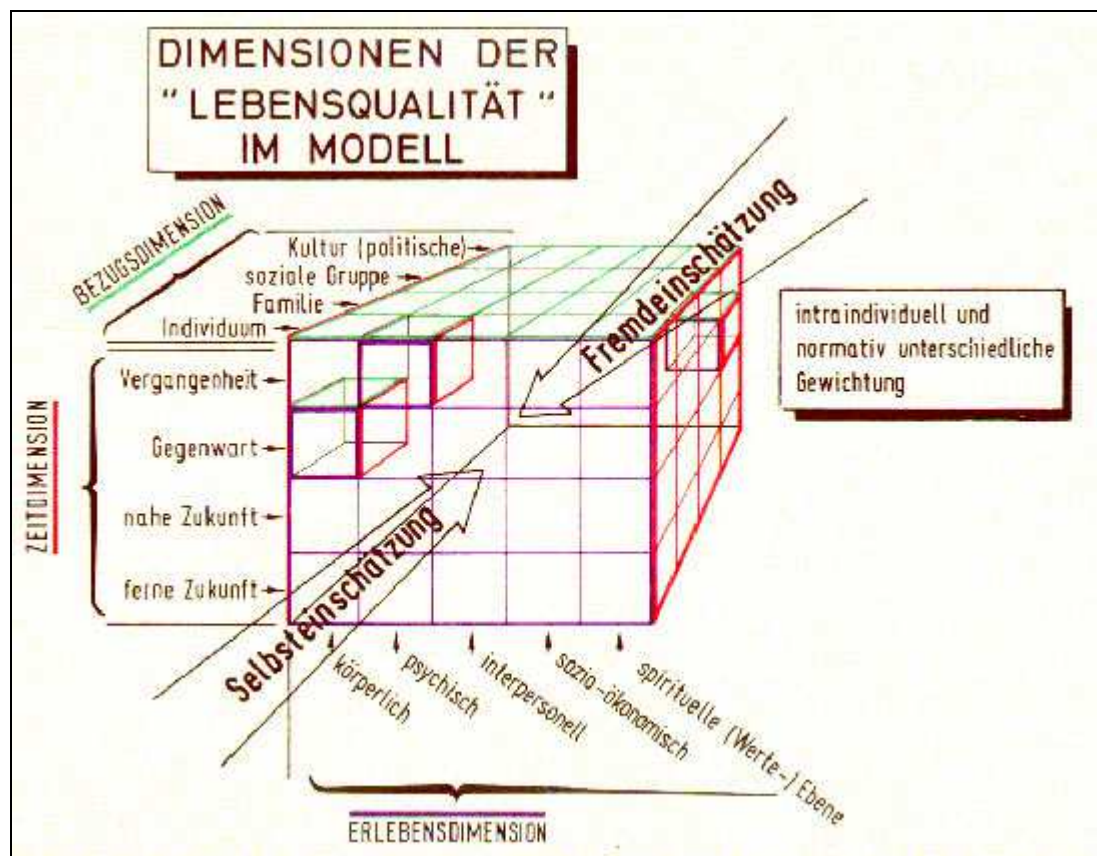 DIMENSIONEN DER
"LEBENSQUALITÄT"
IM MODELL
BEZUGSDIMENSION
Kultur (politische)
soziale Gruppe
Familie
Individuum
ZEITDIMENSION
Vergangenheit
Gegenwart
nahe Zukunft
ferne Zukunft
Fremdeinschätzung
Selbsteinschätzung
intraindividuell und
normativ unterschiedliche
Gewichtung
körperlich
psychisch
interpersonell
sozio-ökonomisch
spirituelle (Werte-) Ebene
ERLEBENSDIMENSION